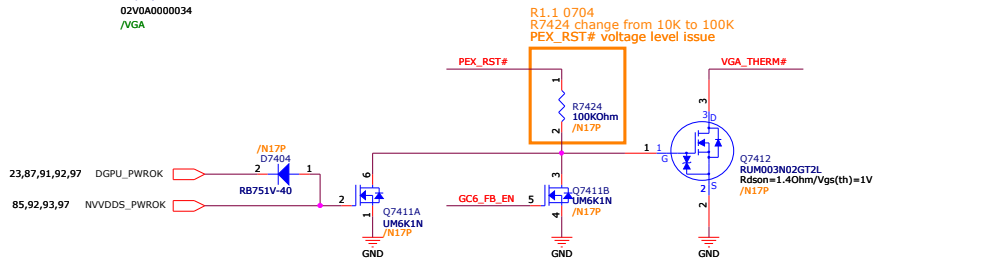 02V0A0000034
/VGA
R1.1 0704
R7424 change from 10K to 100K
PEX_RST# voltage level issue
PEX_RST#
VGA_THERM#
1
R7424
100KOhm
/N17P
2
3
3 D
1 1
G
Q7412
RUM003N02GT2L
Rdson=1.4Ohm/Vgs(th)=1V
/N17P
S
2
2
/N17P
D7404
2 1
RB751V-40
23,87,91,92,97 DGPU_PWROK
85,92,93,97 NVVDDS_PWROK
6
2
Q7411A
UM6K1N
/N17P
1
GND
GC6_FB_EN 5
3
Q7411B
UM6K1N
/N17P
4
GND
GND